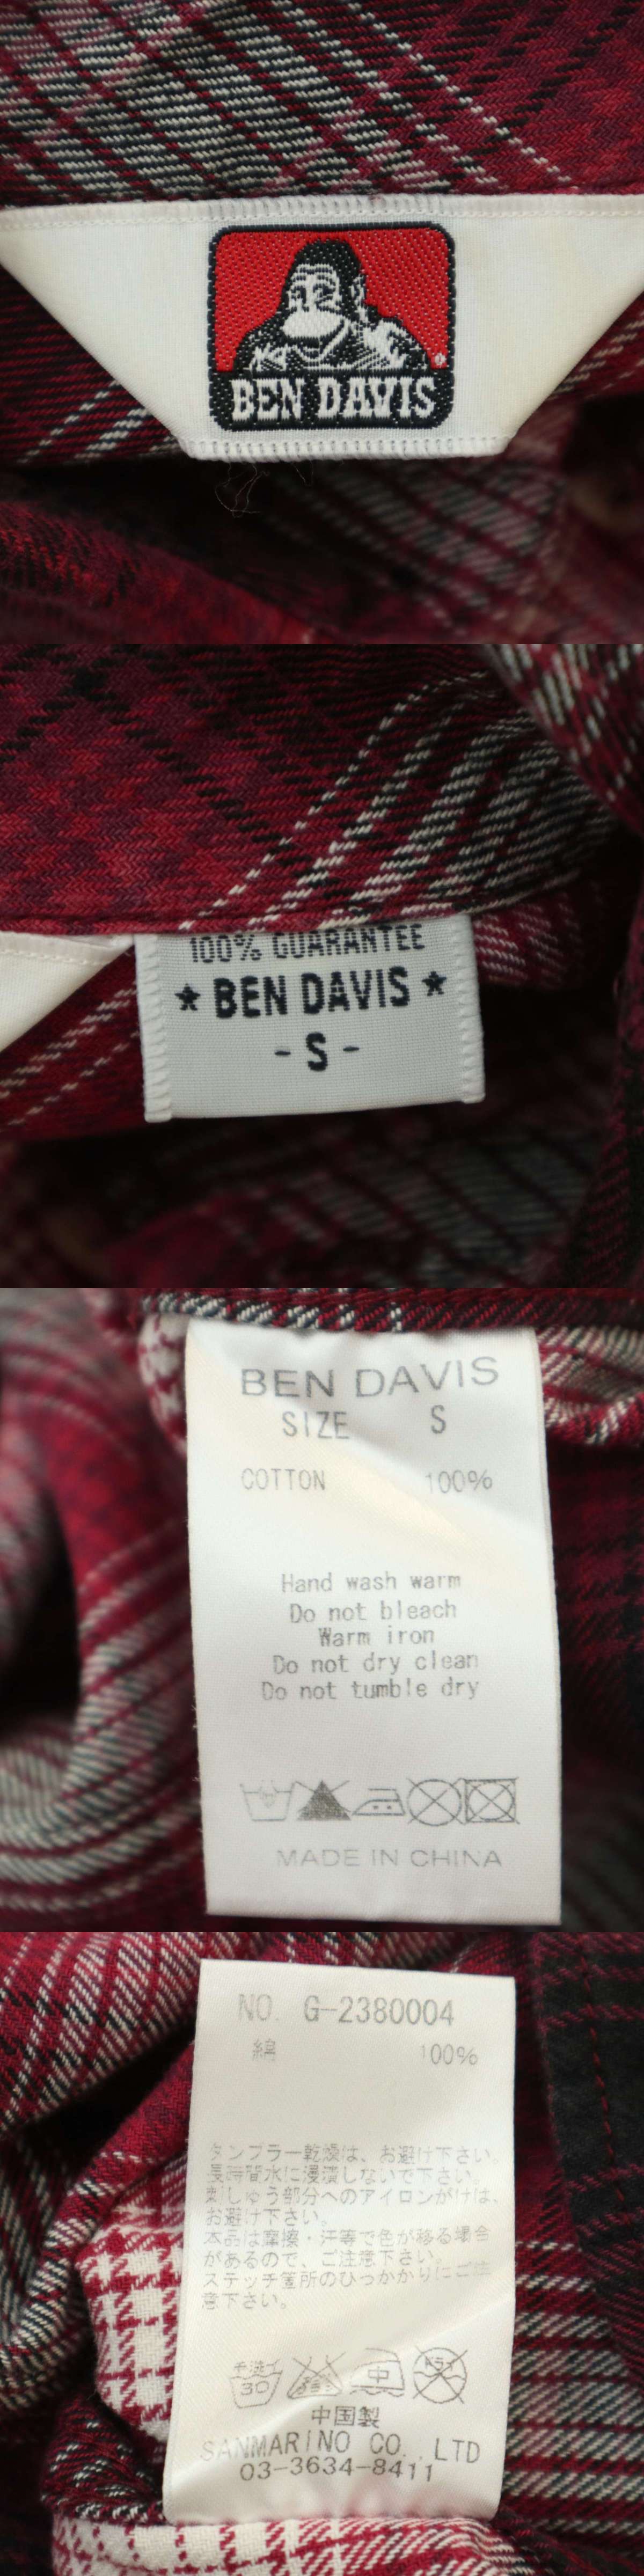 BEN DAVIS
100% GUARANTEE
★ BEN DAVIS ★
- S -
BEN DAVIS
SIZE S
COTTON 100%
Hand wash warm
Do not bleach
Warm iron
Do not dry clean
Do not tumble dry
MADE IN CHINA
NO. G-2380004
綿 100%
タンブラー乾燥は、お避け下さい。
長時間水に浸漬しないで下さい。
刺しゅう部分へのアイロンがけは、
お避け下さい。
本品は摩擦・汗等で色が移る場合
があるので、ご注意下さい。
ステッチ箇所のひっかかりにご注
意下さい。
手洗イ
30
中
ドライ
中国製
SANMARINO CO.,LTD
03-3634-8411